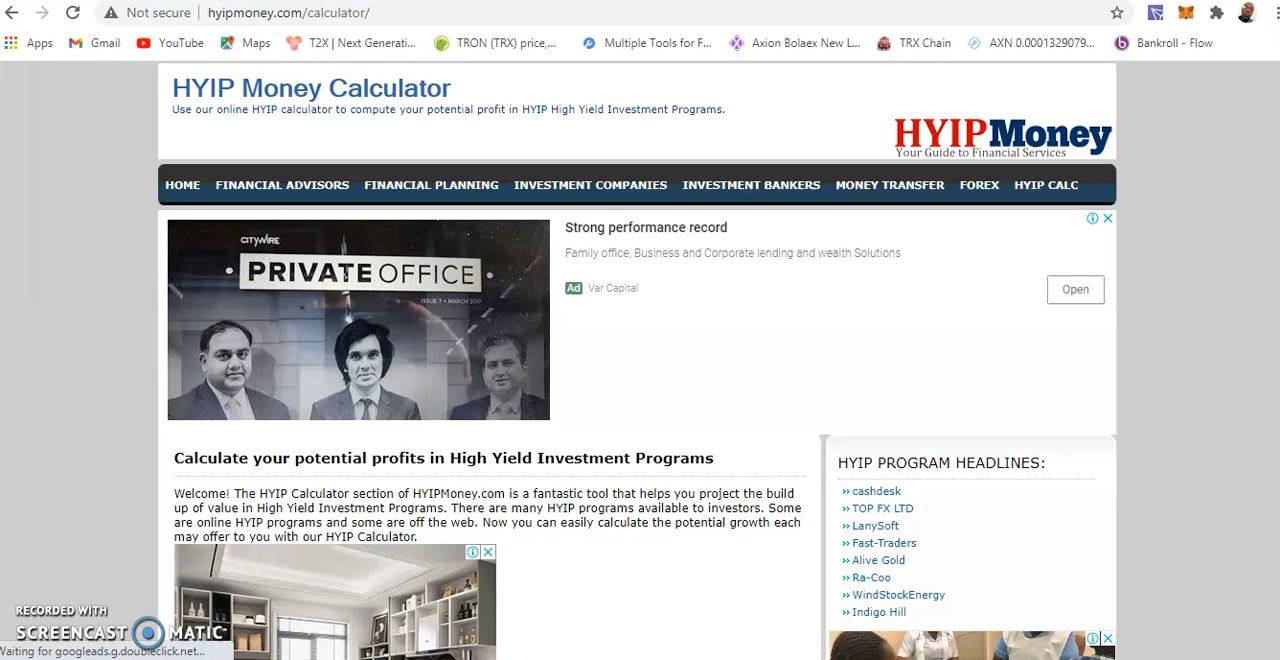 Not secure | hyipmoney.com/calculator/
Apps Gmail YouTube Maps T2X | Next Generati... TRON (TRX) price,... Multiple Tools for F... Axion Bolaex New L... TRX Chain AXN 0.0001329079... Bankroll - Flow
HYIP Money Calculator
Use our online HYIP calculator to compute your potential profit in HYIP High Yield Investment Programs.
HYIPMoney
Your Guide to Financial Services
HOME FINANCIAL ADVISORS FINANCIAL PLANNING INVESTMENT COMPANIES INVESTMENT BANKERS MONEY TRANSFER FOREX HYIP CALC
CITYWIRE
PRIVATE OFFICE
ISSUE 7 • MARCH 2017
Strong performance record
Family office, Business and Corporate lending and wealth Solutions
Ad Var Capital
Open
Calculate your potential profits in High Yield Investment Programs
Welcome! The HYIP Calculator section of HYIPMoney.com is a fantastic tool that helps you project the build
up of value in High Yield Investment Programs. There are many HYIP programs available to investors. Some
are online HYIP programs and some are off the web. Now you can easily calculate the potential growth each
may offer to you with our HYIP Calculator.
HYIP PROGRAM HEADLINES:
›› cashdesk
›› TOP FX LTD
›› LanySoft
›› Fast-Traders
›› Alive Gold
›› Ra-Coo
›› WindStockEnergy
›› Indigo Hill
RECORDED WITH
SCREENCAST MATIC
Waiting for googleads.g.doubleclick.net...